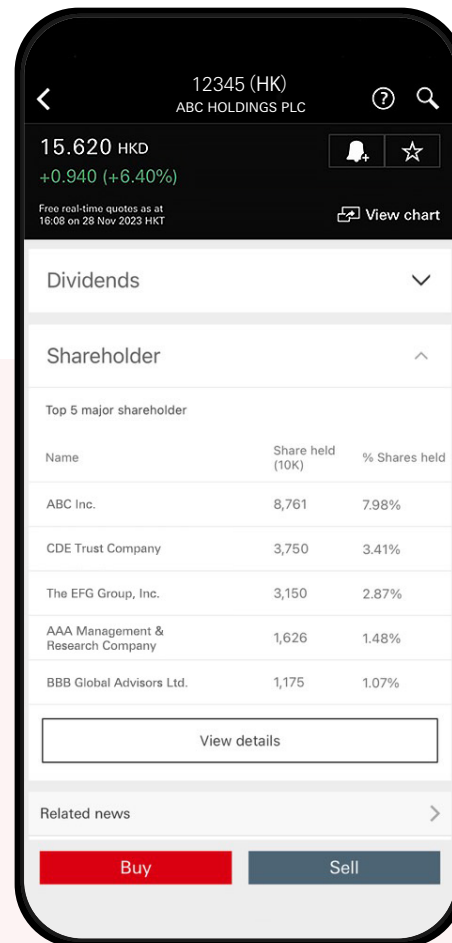 12345 (HK)
ABC HOLDINGS PLC
15.620 HKD
+0.940 (+6.40%)
Free real-time quotes as at
16:08 on 28 Nov 2023 HKT
View chart
Dividends
Shareholder
Top 5 major shareholder
Name Share held (10K) % Shares held
ABC Inc. 8,761 7.98%
CDE Trust Company 3,750 3.41%
The EFG Group, Inc. 3,150 2.87%
AAA Management &
Research Company 1,626 1.48%
BBB Global Advisors Ltd. 1,175 1.07%
View details
Related news
Buy Sell